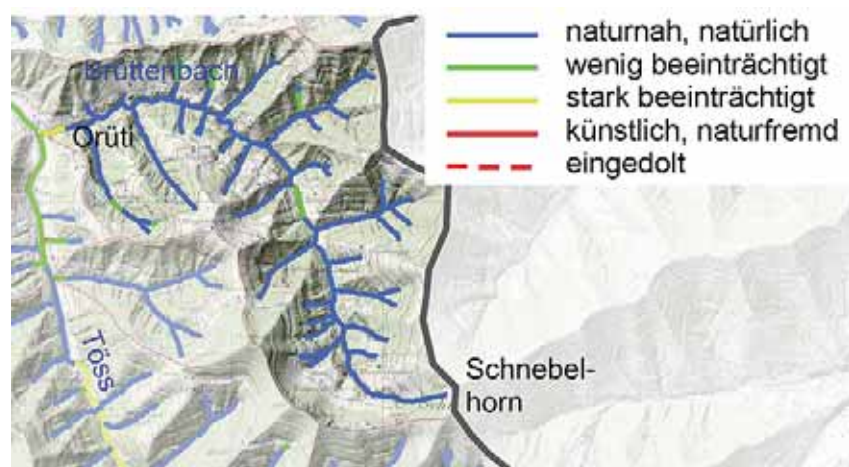 naturnah, natürlich
wenig beeinträchtigt
stark beeinträchtigt
künstlich, naturfremd
eingedolt
Brüttenbach
Orüti
Töss
Schnebel-
horn